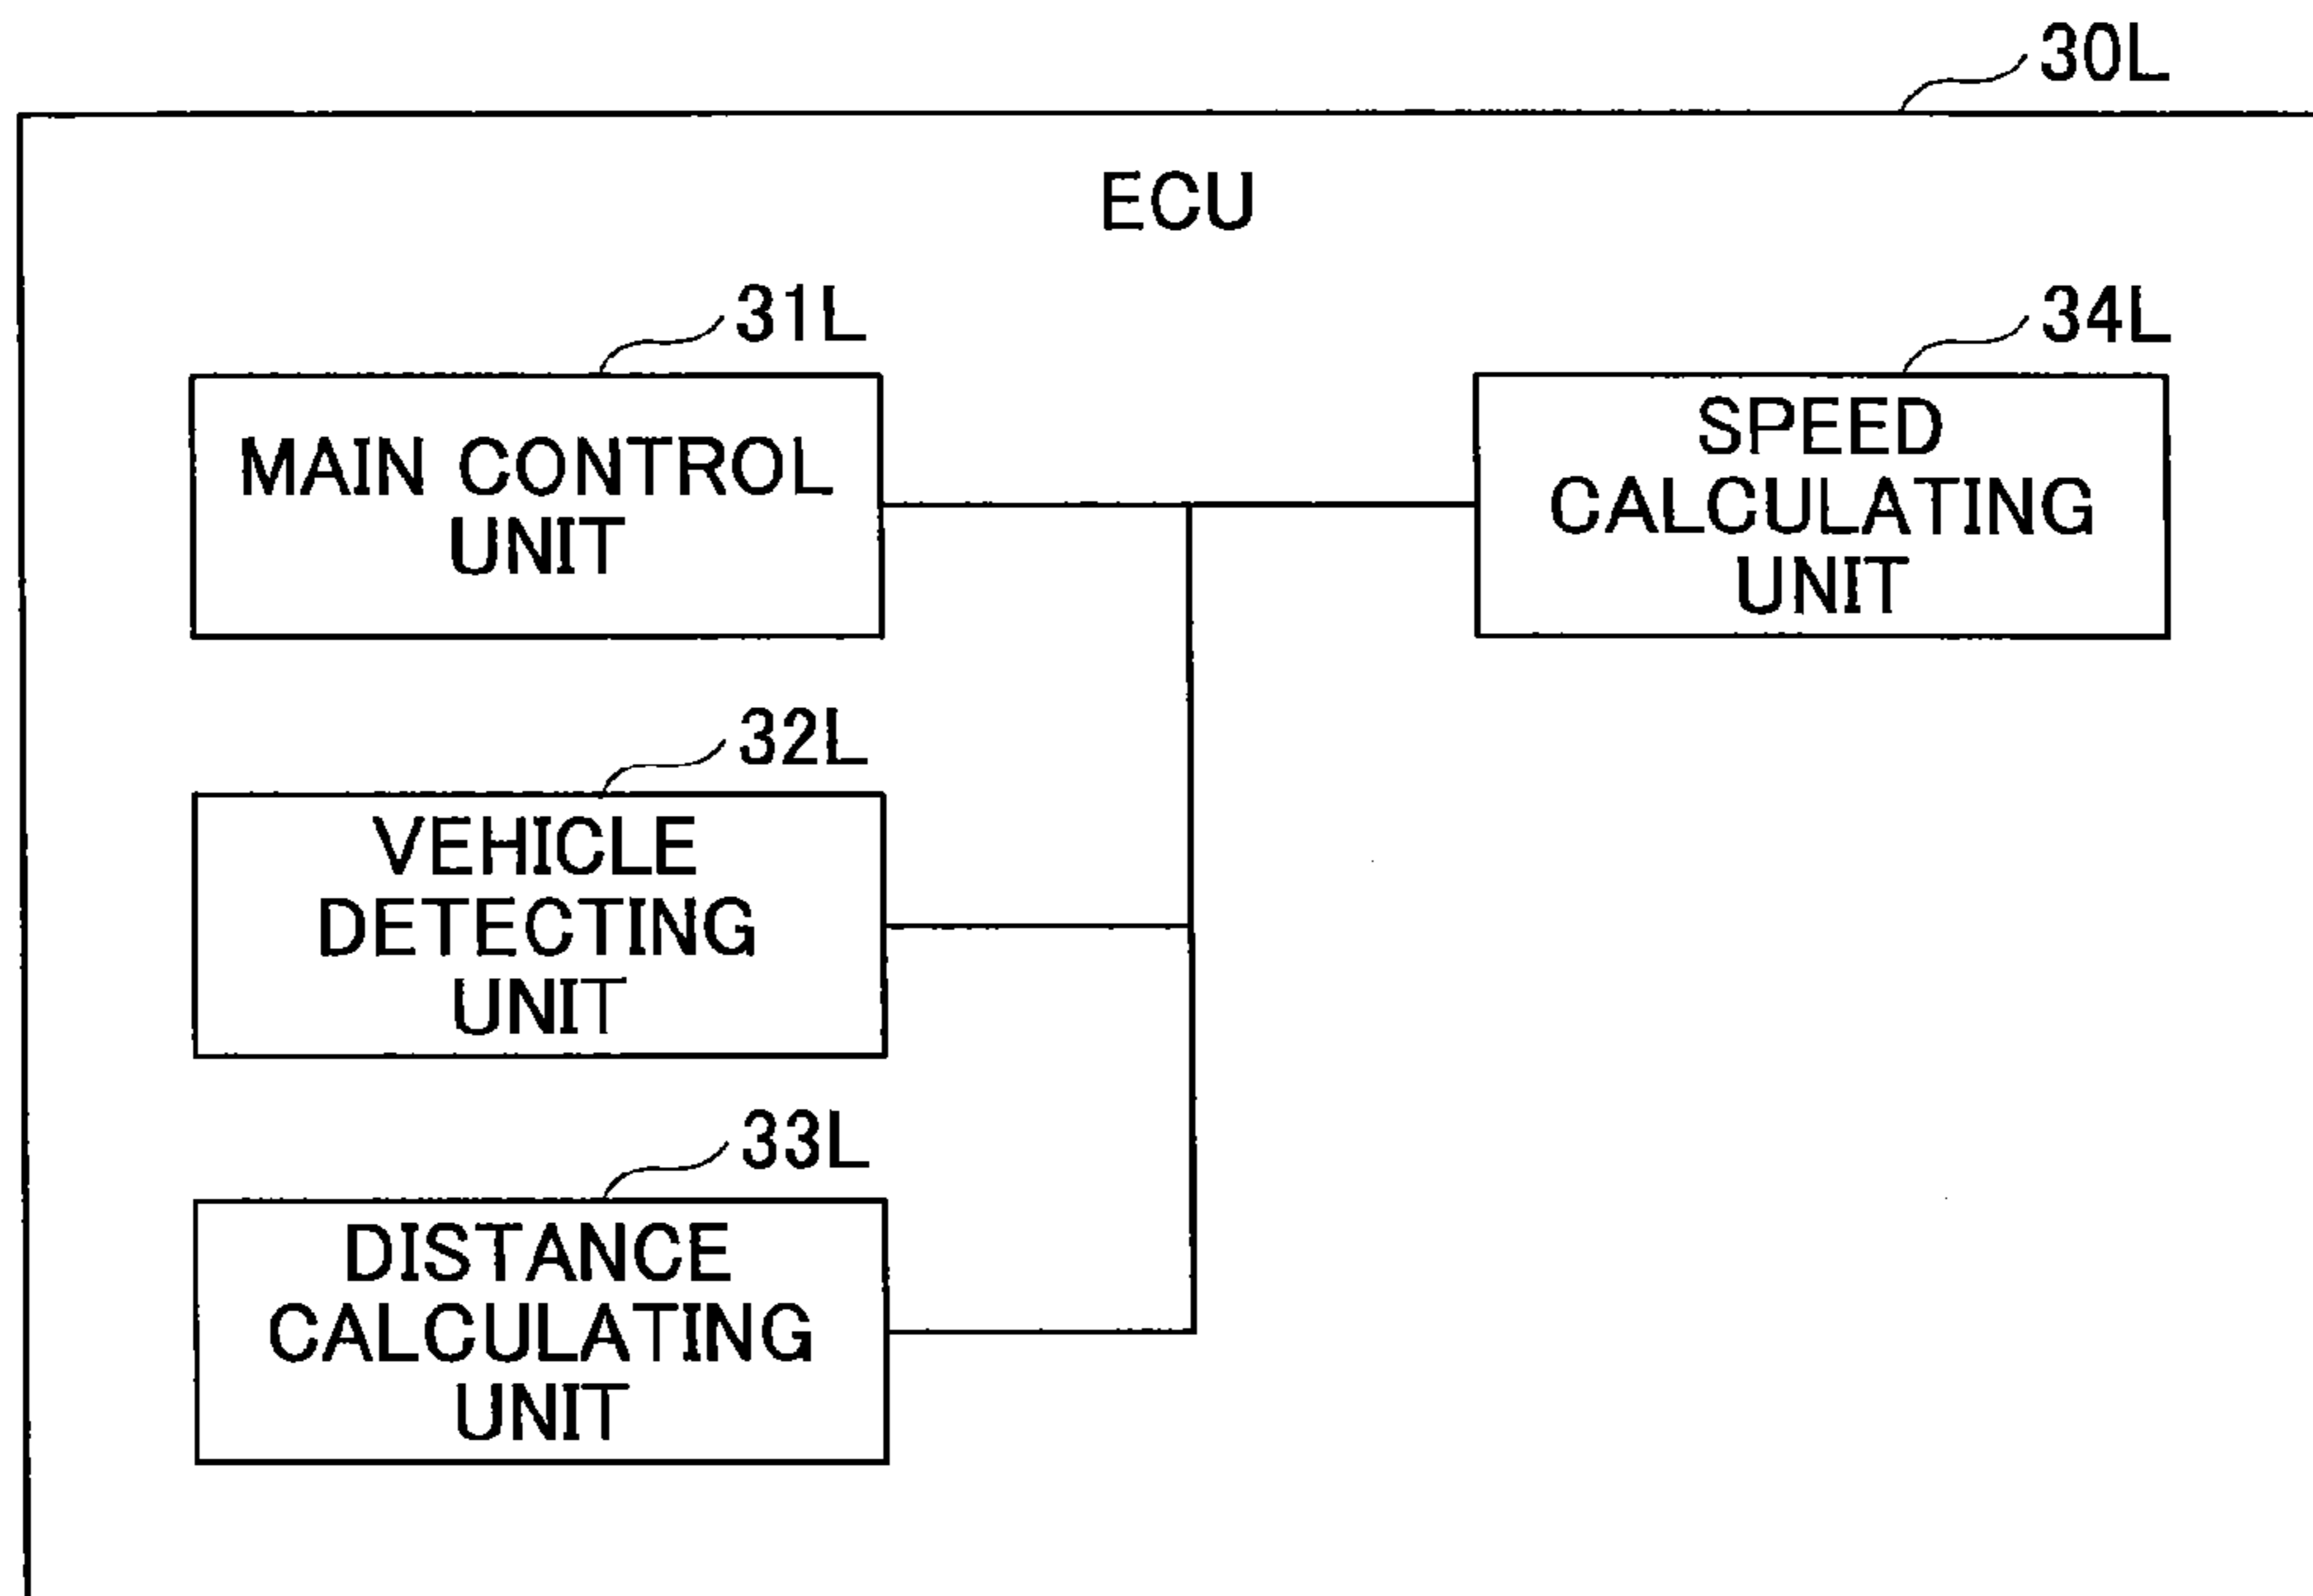 30L
ECU
31L
MAIN CONTROL
UNIT
34L
SPEED
CALCULATING
UNIT
32L
VEHICLE
DETECTING
UNIT
33L
DISTANCE
CALCULATING
UNIT